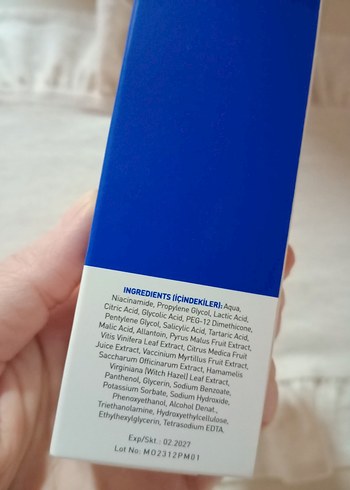 INGREDIENTS (İÇİNDEKİLER): Aqua,
Niacinamide, Propylene Glycol, Lactic Acid,
Citric Acid, Glycolic Acid, PEG-12 Dimethicone,
Pentylene Glycol, Salicylic Acid, Tartaric Acid,
Malic Acid, Allantoin, Pyrus Malus Fruit Extract,
Vitis Vinifera Leaf Extract, Citrus Medica Fruit
Juice Extract, Vaccinium Myrtillus Fruit Extract,
Saccharum Officinarum Extract, Hamamelis
Virginiana (Witch Hazel) Leaf Extract,
Panthenol, Glycerin, Sodium Benzoate,
Potassium Sorbate, Sodium Hydroxide,
Phenoxyethanol, Alcohol Denat.,
Triethanolamine, Hydroxyethylcellulose,
Ethylhexylglycerin, Tetrasodium EDTA.
Exp/Skt.: 02.2027
Lot No: MO2312PM01